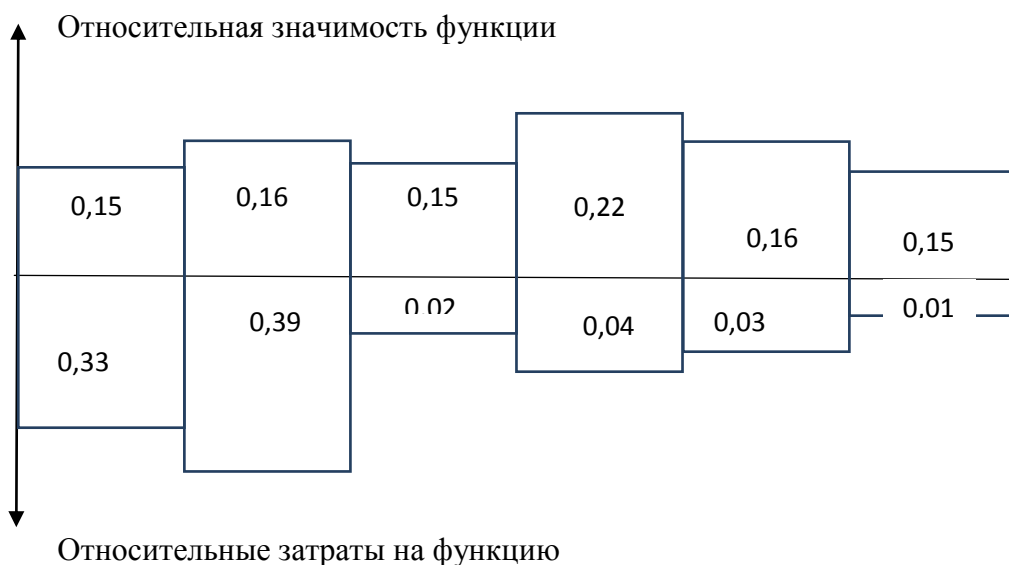 Относительная значимость функции
0,15 0,16 0,15 0,22 0,16 0,15
0,33 0,39 0,02 0,04 0,03 0,01
Относительные затраты на функцию